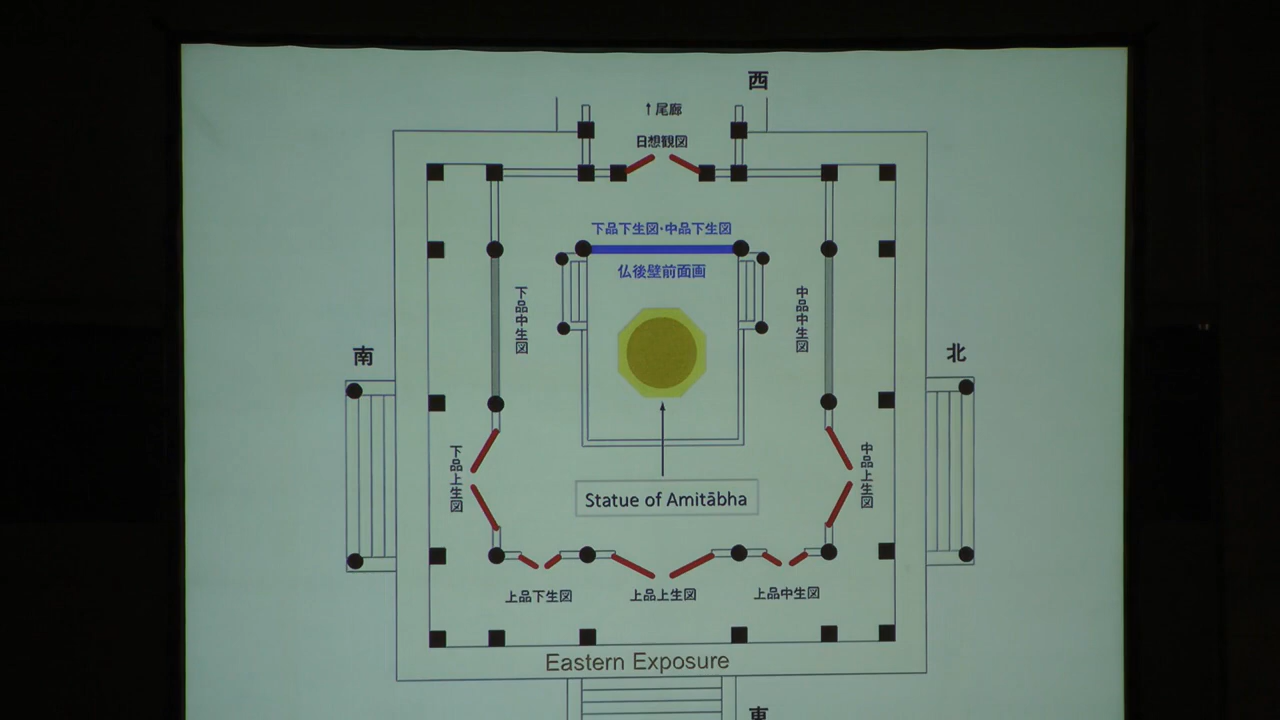 西
↑尾廊
日想観図
下品下生図・中品下生図
仏後壁前面画
下品中生図
中品中生図
南
北
下品上生図
中品上生図
Statue of Amitābha
上品下生図
上品上生図
上品中生図
Eastern Exposure
東